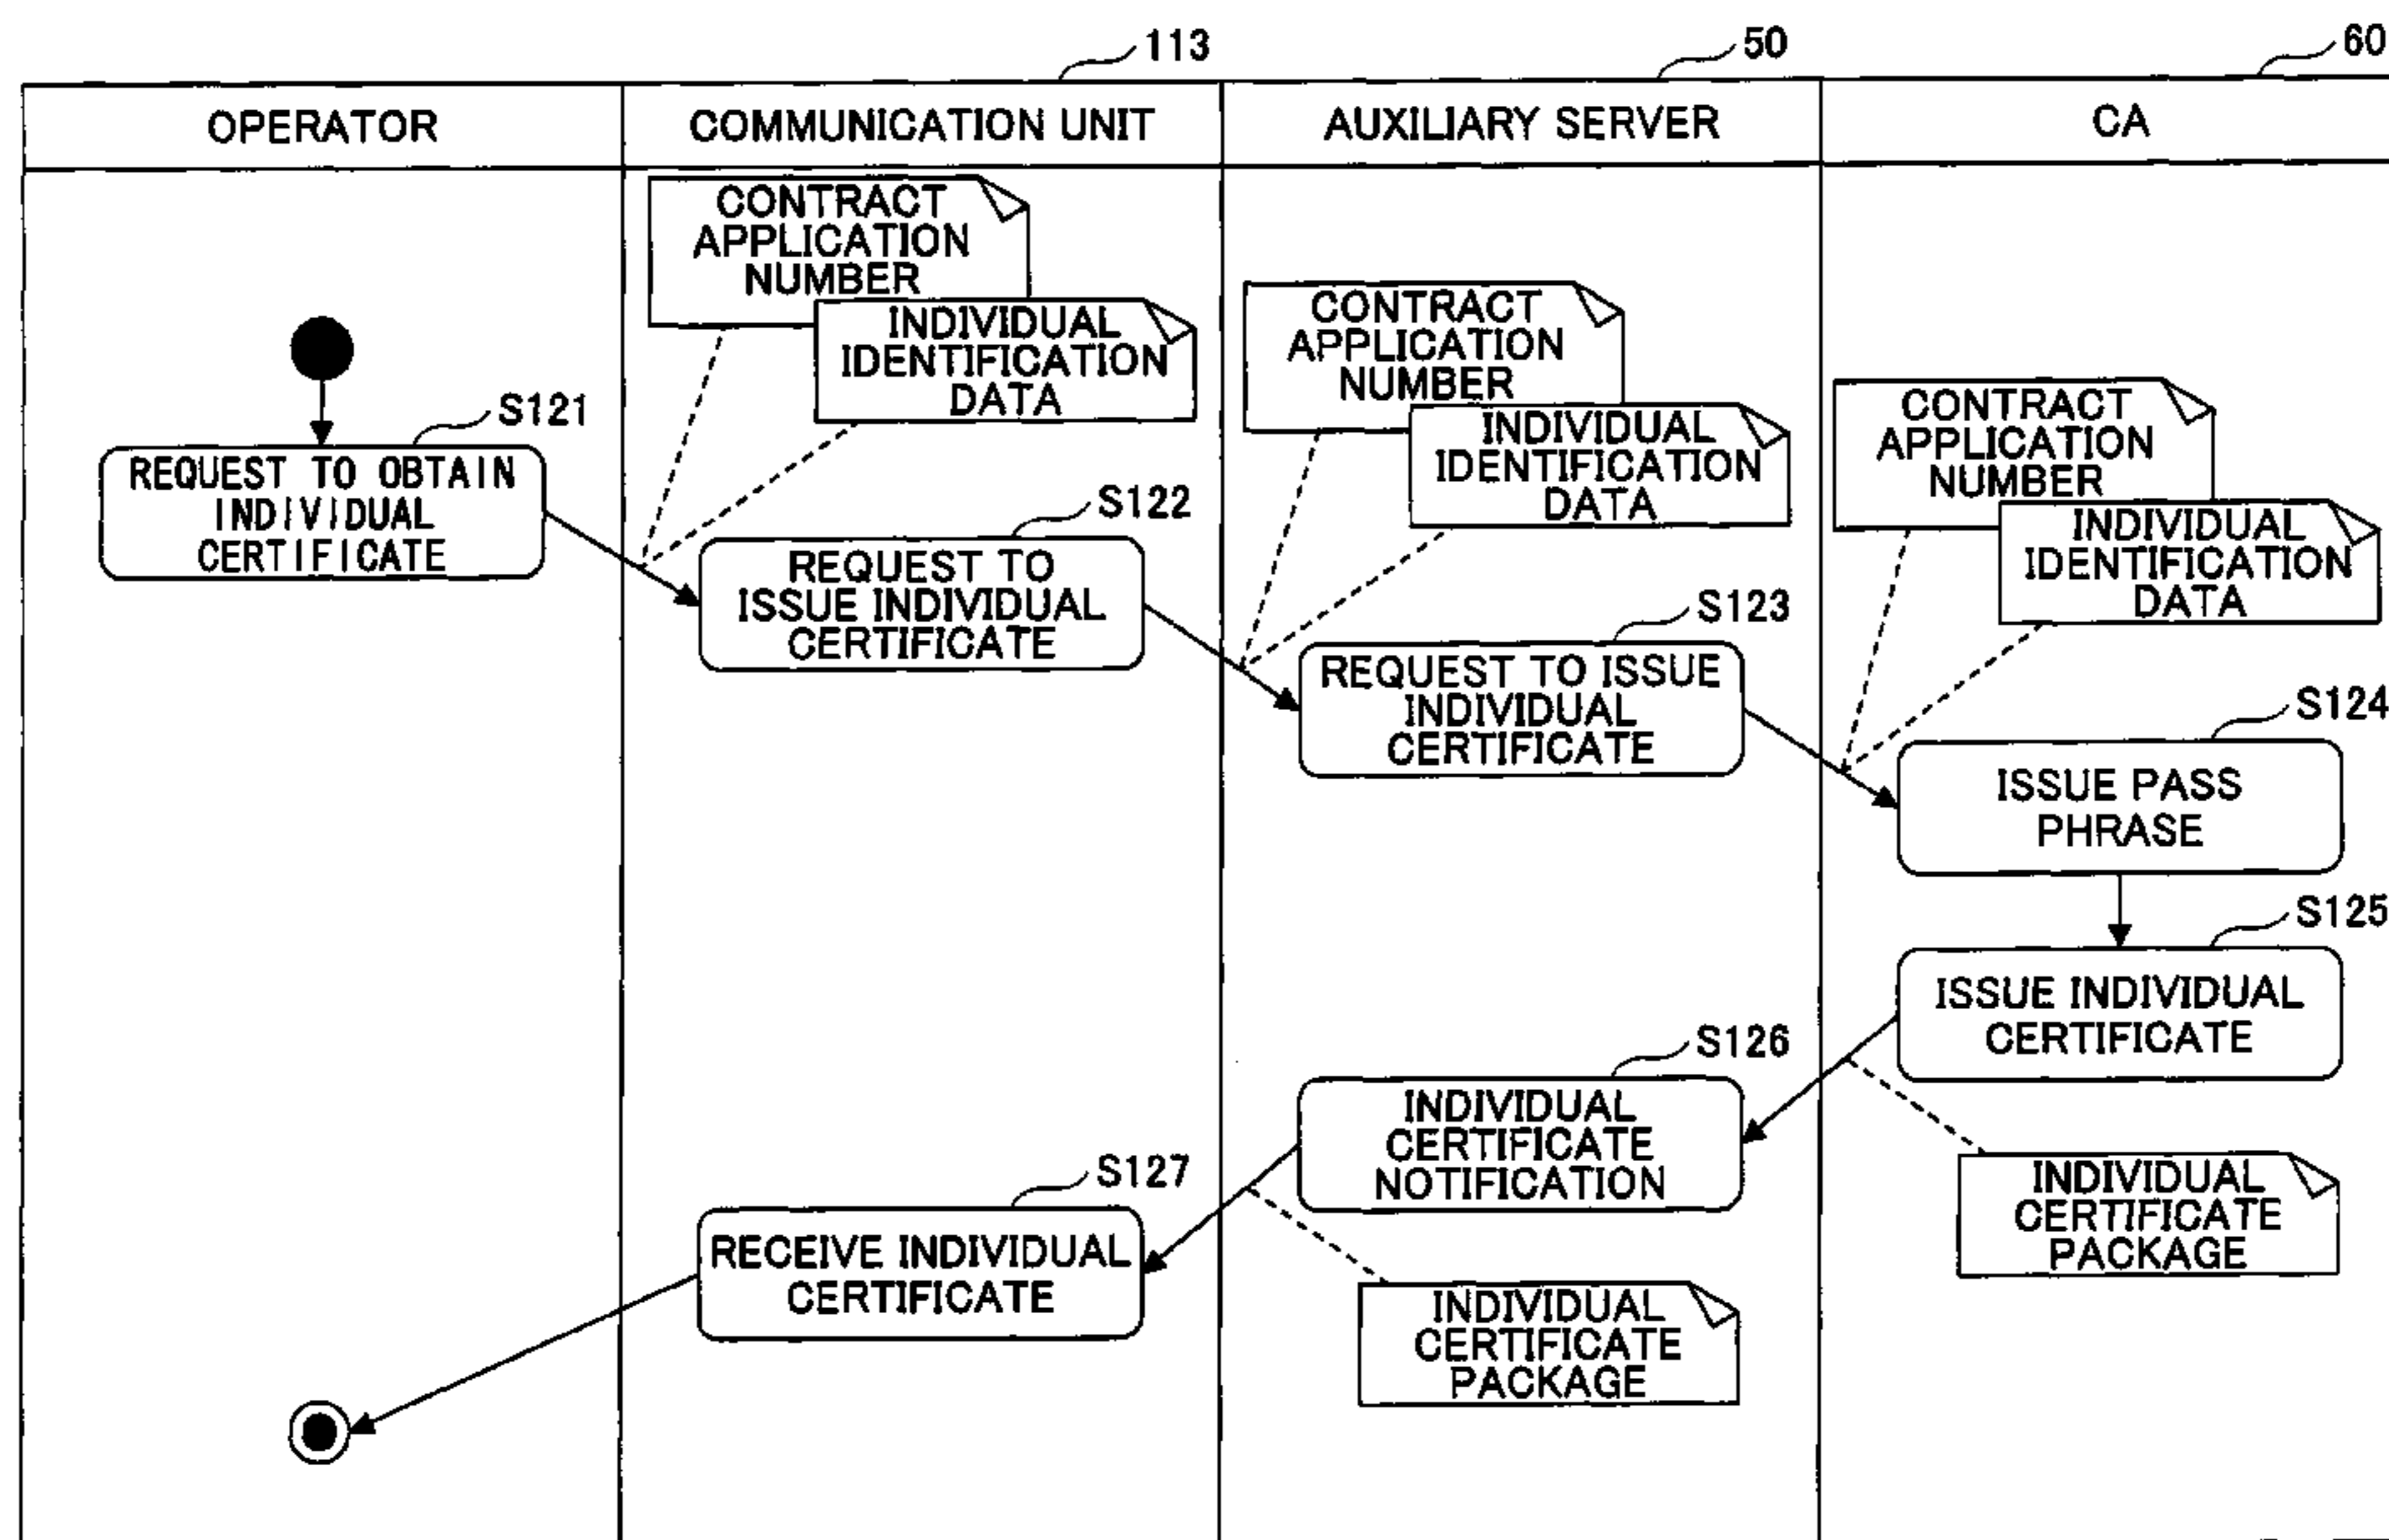 113
50
60
OPERATOR
COMMUNICATION UNIT
AUXILIARY SERVER
CA
CONTRACT
APPLICATION
NUMBER
INDIVIDUAL
IDENTIFICATION
DATA
CONTRACT
APPLICATION
NUMBER
INDIVIDUAL
IDENTIFICATION
DATA
CONTRACT
APPLICATION
NUMBER
INDIVIDUAL
IDENTIFICATION
DATA
S121
REQUEST TO OBTAIN
INDIVIDUAL
CERTIFICATE
S122
REQUEST TO
ISSUE INDIVIDUAL
CERTIFICATE
S123
REQUEST TO ISSUE
INDIVIDUAL
CERTIFICATE
S124
ISSUE PASS
PHRASE
S125
ISSUE INDIVIDUAL
CERTIFICATE
S126
INDIVIDUAL
CERTIFICATE
NOTIFICATION
INDIVIDUAL
CERTIFICATE
PACKAGE
S127
RECEIVE INDIVIDUAL
CERTIFICATE
INDIVIDUAL
CERTIFICATE
PACKAGE